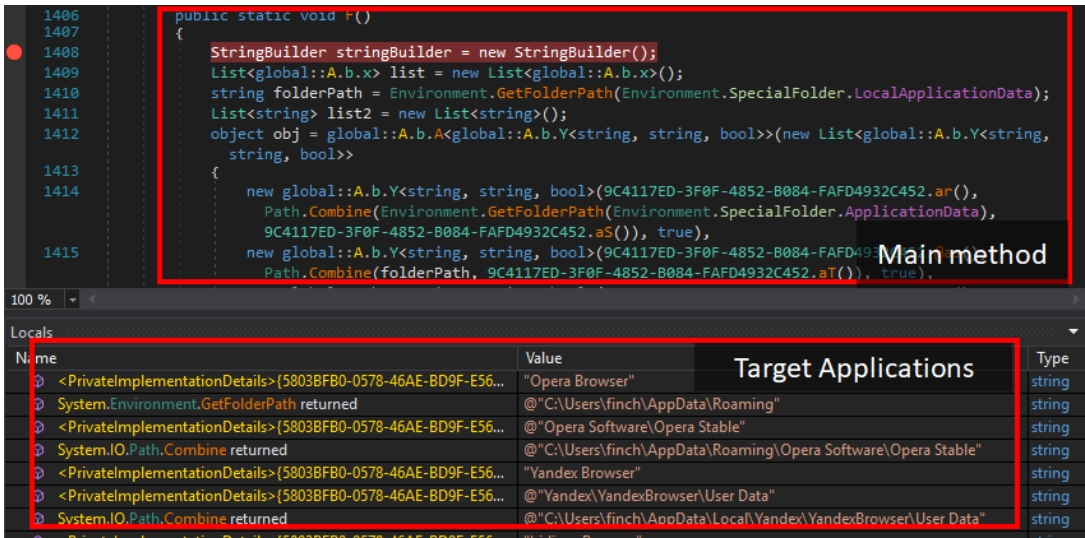 1406 public static void F()
1407 {
1408 StringBuilder stringBuilder = new StringBuilder();
1409 List<global::A.b.x> list = new List<global::A.b.x>();
1410 string folderPath = Environment.GetFolderPath(Environment.SpecialFolder.LocalApplicationData);
1411 List<string> list2 = new List<string>();
1412 object obj = global::A.b.A<global::A.b.Y<string, string, bool>>(new List<global::A.b.Y<string,
string, bool>>
1413 {
1414 new global::A.b.Y<string, string, bool>(9C4117ED-3F0F-4852-B084-FAFD4932C452.ar(),
Path.Combine(Environment.GetFolderPath(Environment.SpecialFolder.ApplicationData),
9C4117ED-3F0F-4852-B084-FAFD4932C452.aS()), true),
1415 new global::A.b.Y<string, string, bool>(9C4117ED-3F0F-4852-B084-FAFD49
Main method
Path.Combine(folderPath, 9C4117ED-3F0F-4852-B084-FAFD4932C452.aT()), true),
100 %
Locals
Name Value Type
Target Applications
<PrivateImplementationDetails>{5803BFB0-0578-46AE-BD9F-E56... "Opera Browser" string
System.Environment.GetFolderPath returned @"C:\Users\finch\AppData\Roaming" string
<PrivateImplementationDetails>{5803BFB0-0578-46AE-BD9F-E56... @"Opera Software\Opera Stable" string
System.IO.Path.Combine returned @"C:\Users\finch\AppData\Roaming\Opera Software\Opera Stable" string
<PrivateImplementationDetails>{5803BFB0-0578-46AE-BD9F-E56... "Yandex Browser" string
<PrivateImplementationDetails>{5803BFB0-0578-46AE-BD9F-E56... @"Yandex\YandexBrowser\User Data" string
System.IO.Path.Combine returned @"C:\Users\finch\AppData\Local\Yandex\YandexBrowser\User Data" string